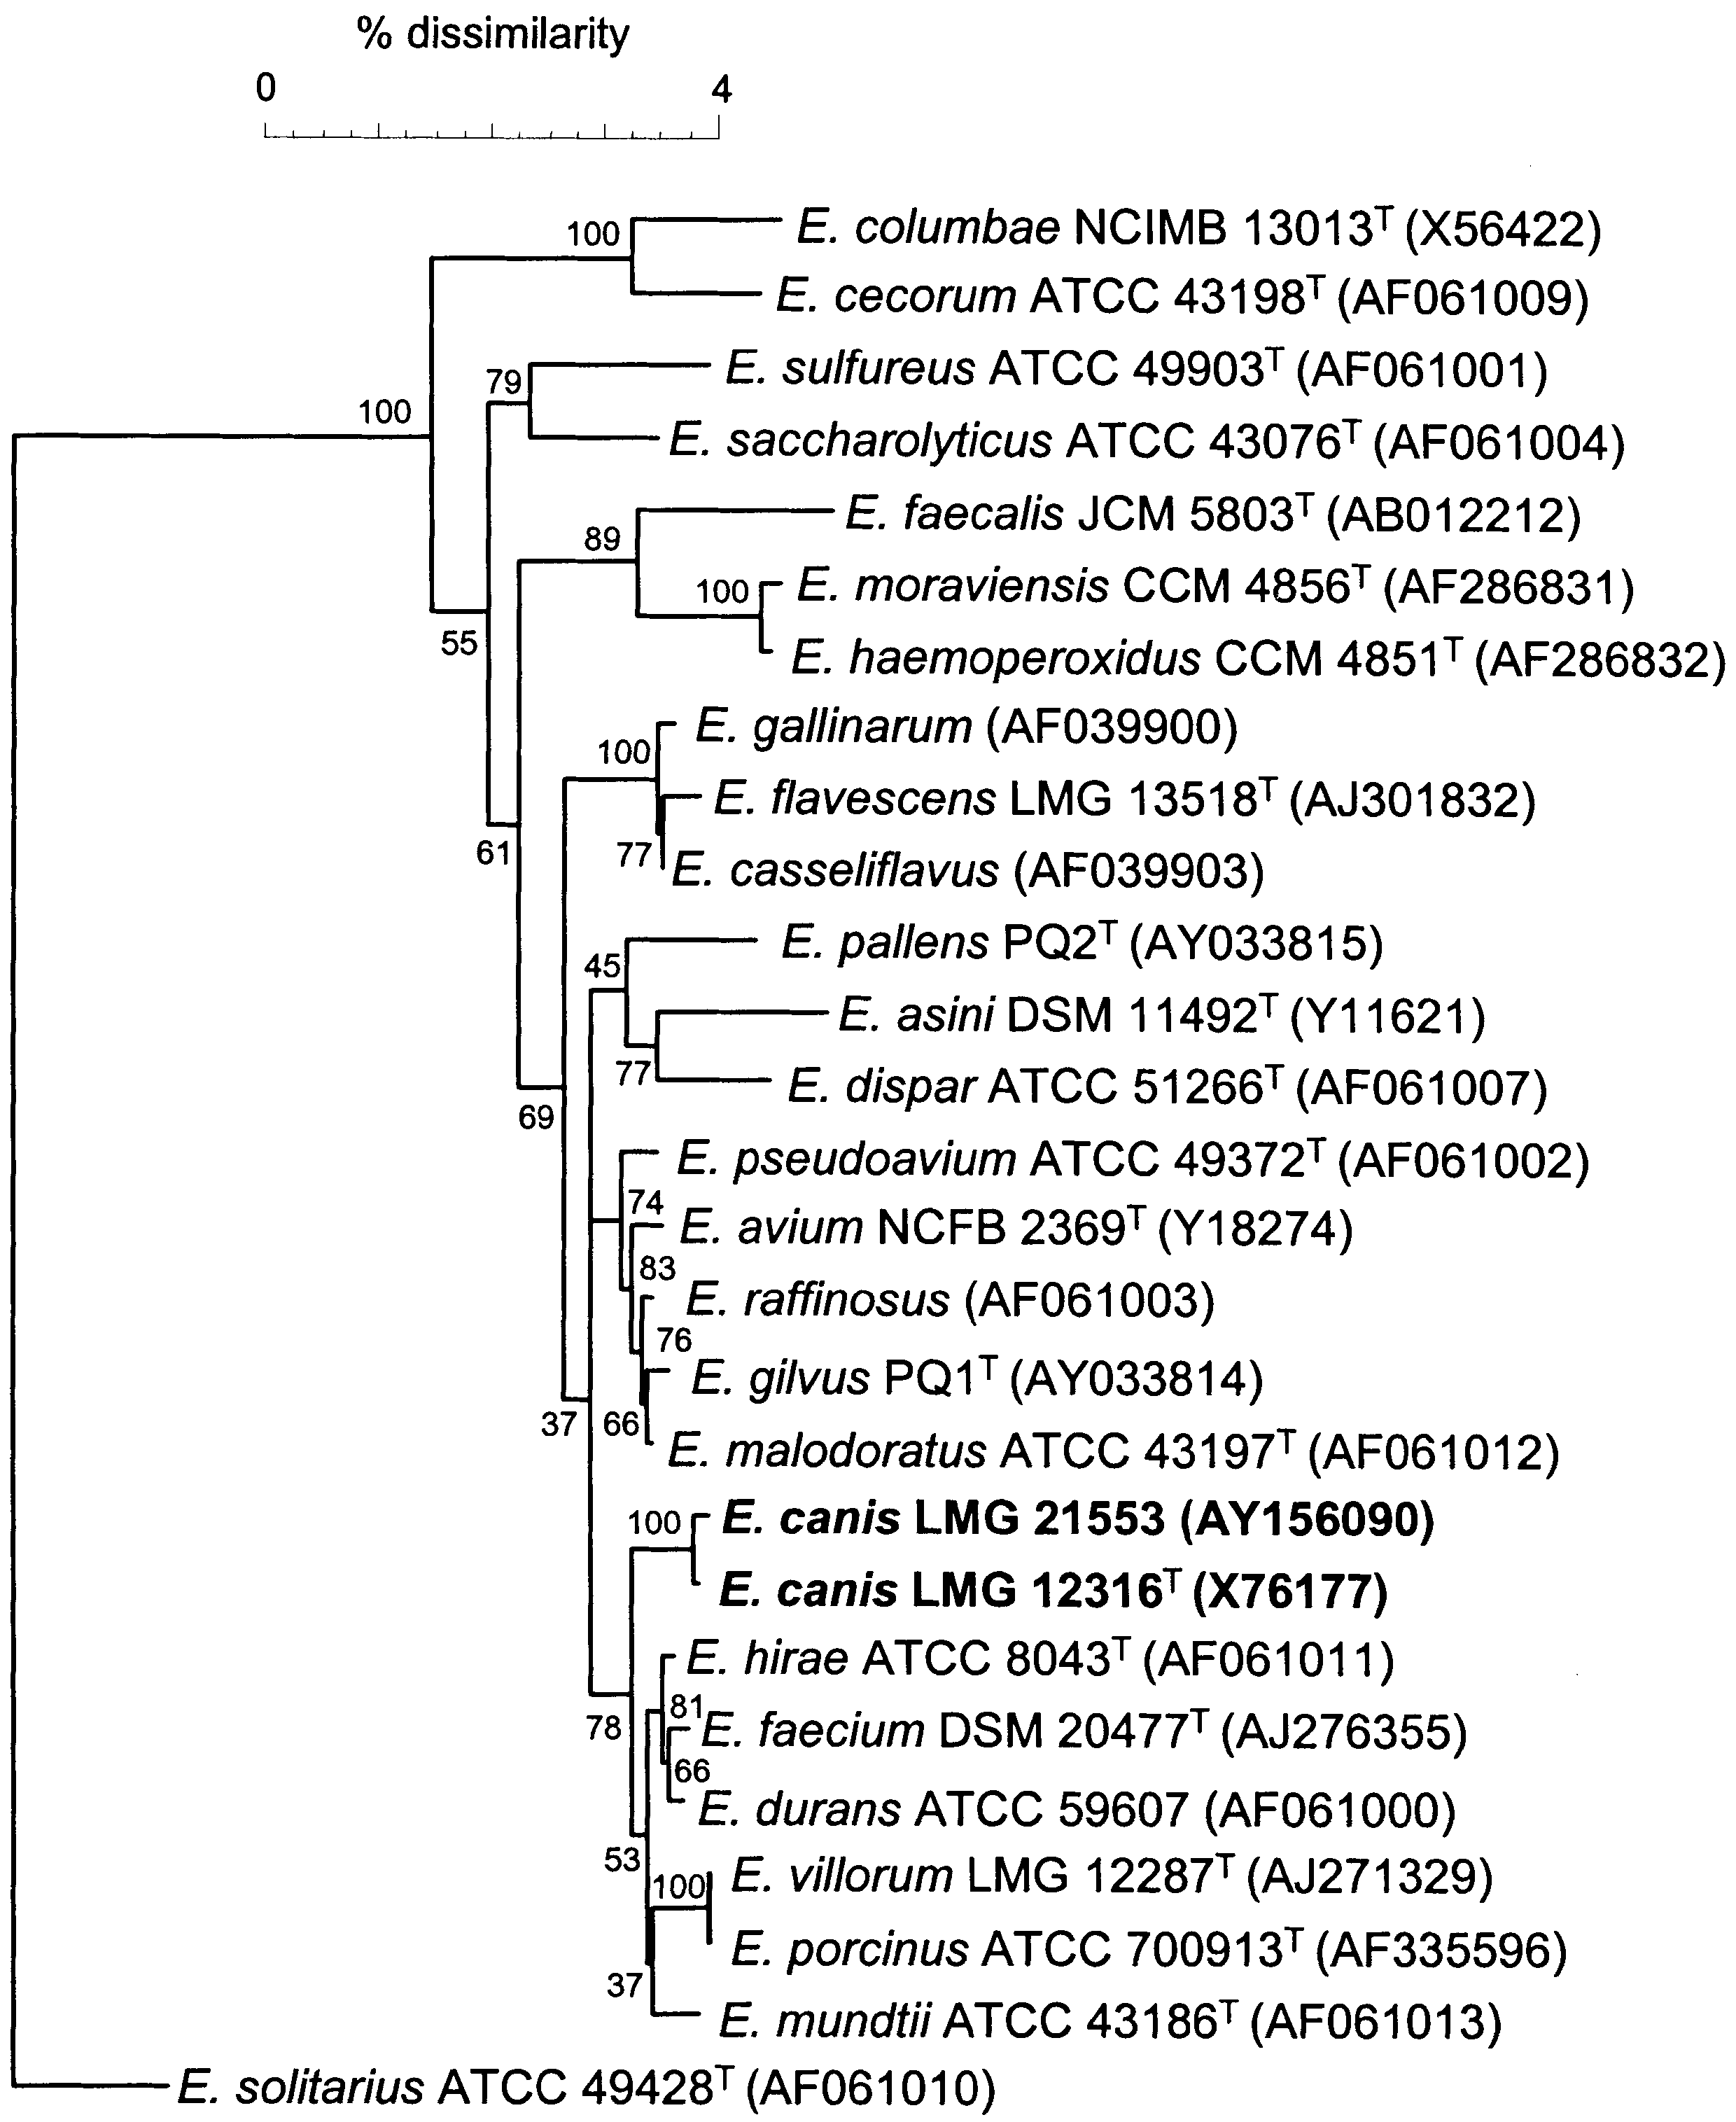 % dissimilarity
0 4
100 E. columbae NCIMB 13013ᵀ (X56422)
E. cecorum ATCC 43198ᵀ (AF061009)
79 E. sulfureus ATCC 49903ᵀ (AF061001)
100 E. saccharolyticus ATCC 43076ᵀ (AF061004)
E. faecalis JCM 5803ᵀ (AB012212)
89
100 E. moraviensis CCM 4856ᵀ (AF286831)
55 E. haemoperoxidus CCM 4851ᵀ (AF286832)
E. gallinarum (AF039900)
100
E. flavescens LMG 13518ᵀ (AJ301832)
61 77 E. casseliflavus (AF039903)
E. pallens PQ2ᵀ (AY033815)
45
E. asini DSM 11492ᵀ (Y11621)
77 E. dispar ATCC 51266ᵀ (AF061007)
69
E. pseudoavium ATCC 49372ᵀ (AF061002)
74
E. avium NCFB 2369ᵀ (Y18274)
83
E. raffinosus (AF061003)
76
E. gilvus PQ1ᵀ (AY033814)
37 66
E. malodoratus ATCC 43197ᵀ (AF061012)
100 E. canis LMG 21553 (AY156090)
E. canis LMG 12316ᵀ (X76177)
E. hirae ATCC 8043ᵀ (AF061011)
81
78 E. faecium DSM 20477ᵀ (AJ276355)
66
E. durans ATCC 59607 (AF061000)
53
100 E. villorum LMG 12287ᵀ (AJ271329)
E. porcinus ATCC 700913ᵀ (AF335596)
37
E. mundtii ATCC 43186ᵀ (AF061013)
E. solitarius ATCC 49428ᵀ (AF061010)